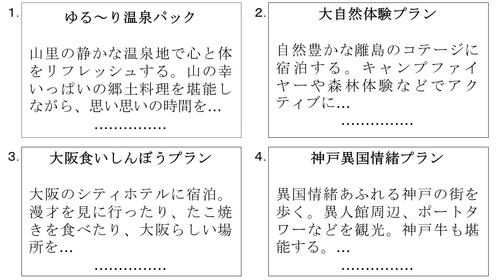 1.
ゆる〜り温泉パック
山里の静かな温泉地で心と体
をリフレッシュする。山の幸
いっぱいの郷土料理を堪能し
ながら、思い思いの時間を…
……………
2.
大自然体験プラン
自然豊かな離島のコテージに
宿泊する。キャンプファイ
ヤーや森林体験などでアク
ティブに…
……………
3.
大阪食いしんぼうプラン
大阪のシティホテルに宿泊。
漫才を見に行ったり、たこ焼
きを食べたり、大阪らしい場
所を…
……………
4.
神戸異国情緒プラン
異国情緒あふれる神戸の街を
歩く。異人館周辺、ポートタ
ワーなどを観光。神戸牛も堪
能する。…
……………